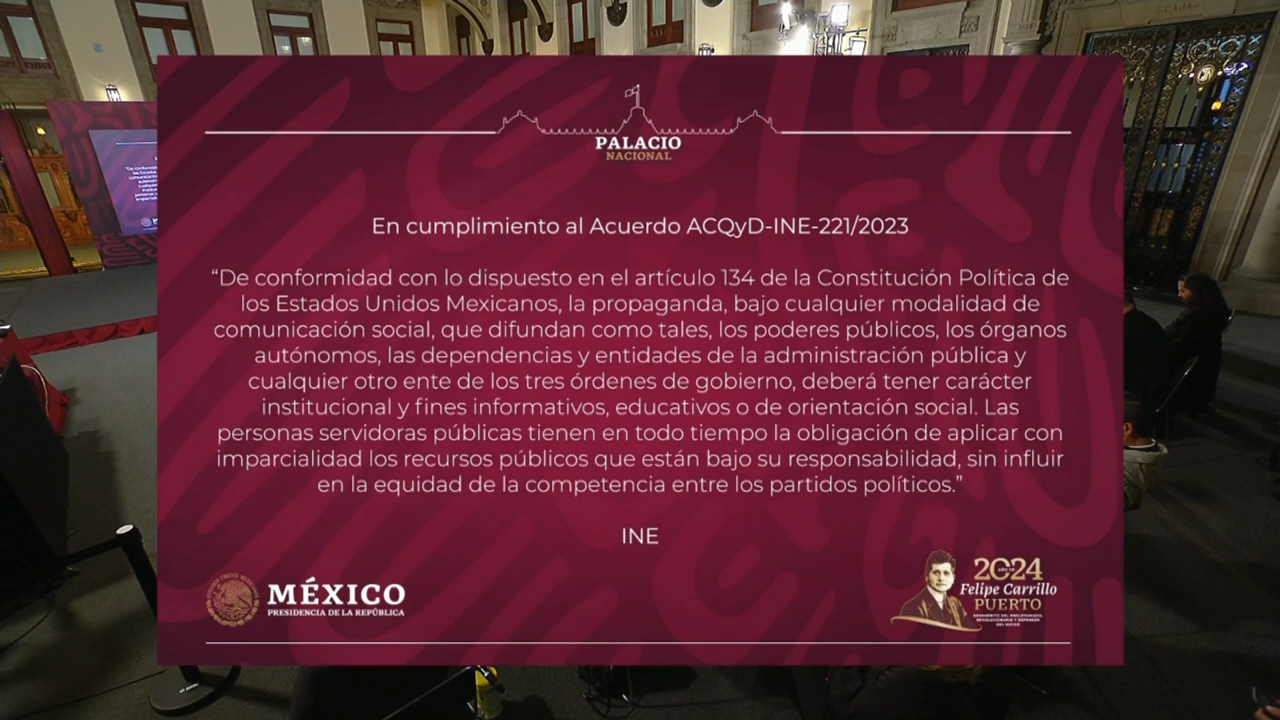 PALACIO
NACIONAL
En cumplimiento al Acuerdo ACQyD-INE-221/2023
“De conformidad con lo dispuesto en el artículo 134 de la Constitución Política de
los Estados Unidos Mexicanos, la propaganda, bajo cualquier modalidad de
comunicación social, que difundan como tales, los poderes públicos, los órganos
autónomos, las dependencias y entidades de la administración pública y
cualquier otro ente de los tres órdenes de gobierno, deberá tener carácter
institucional y fines informativos, educativos o de orientación social. Las
personas servidoras públicas tienen en todo tiempo la obligación de aplicar con
imparcialidad los recursos públicos que están bajo su responsabilidad, sin influir
en la equidad de la competencia entre los partidos políticos.”
INE
MÉXICO
PRESIDENCIA DE LA REPÚBLICA
2024
Felipe Carrillo
PUERTO